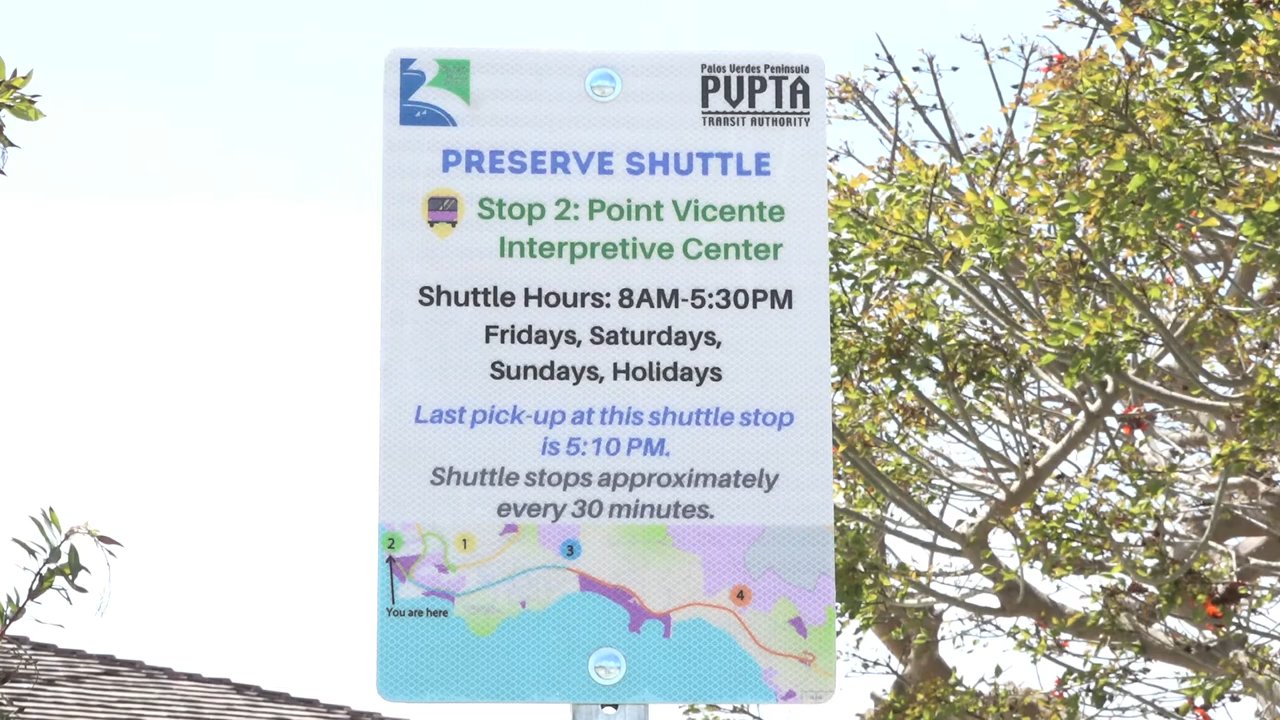 Palos Verdes Peninsula
PVPTA
TRANSIT AUTHORITY
PRESERVE SHUTTLE
Stop 2: Point Vicente
Interpretive Center
Shuttle Hours: 8AM-5:30PM
Fridays, Saturdays,
Sundays, Holidays
Last pick-up at this shuttle stop
is 5:10 PM.
Shuttle stops approximately
every 30 minutes.
2
1
3
4
You are here